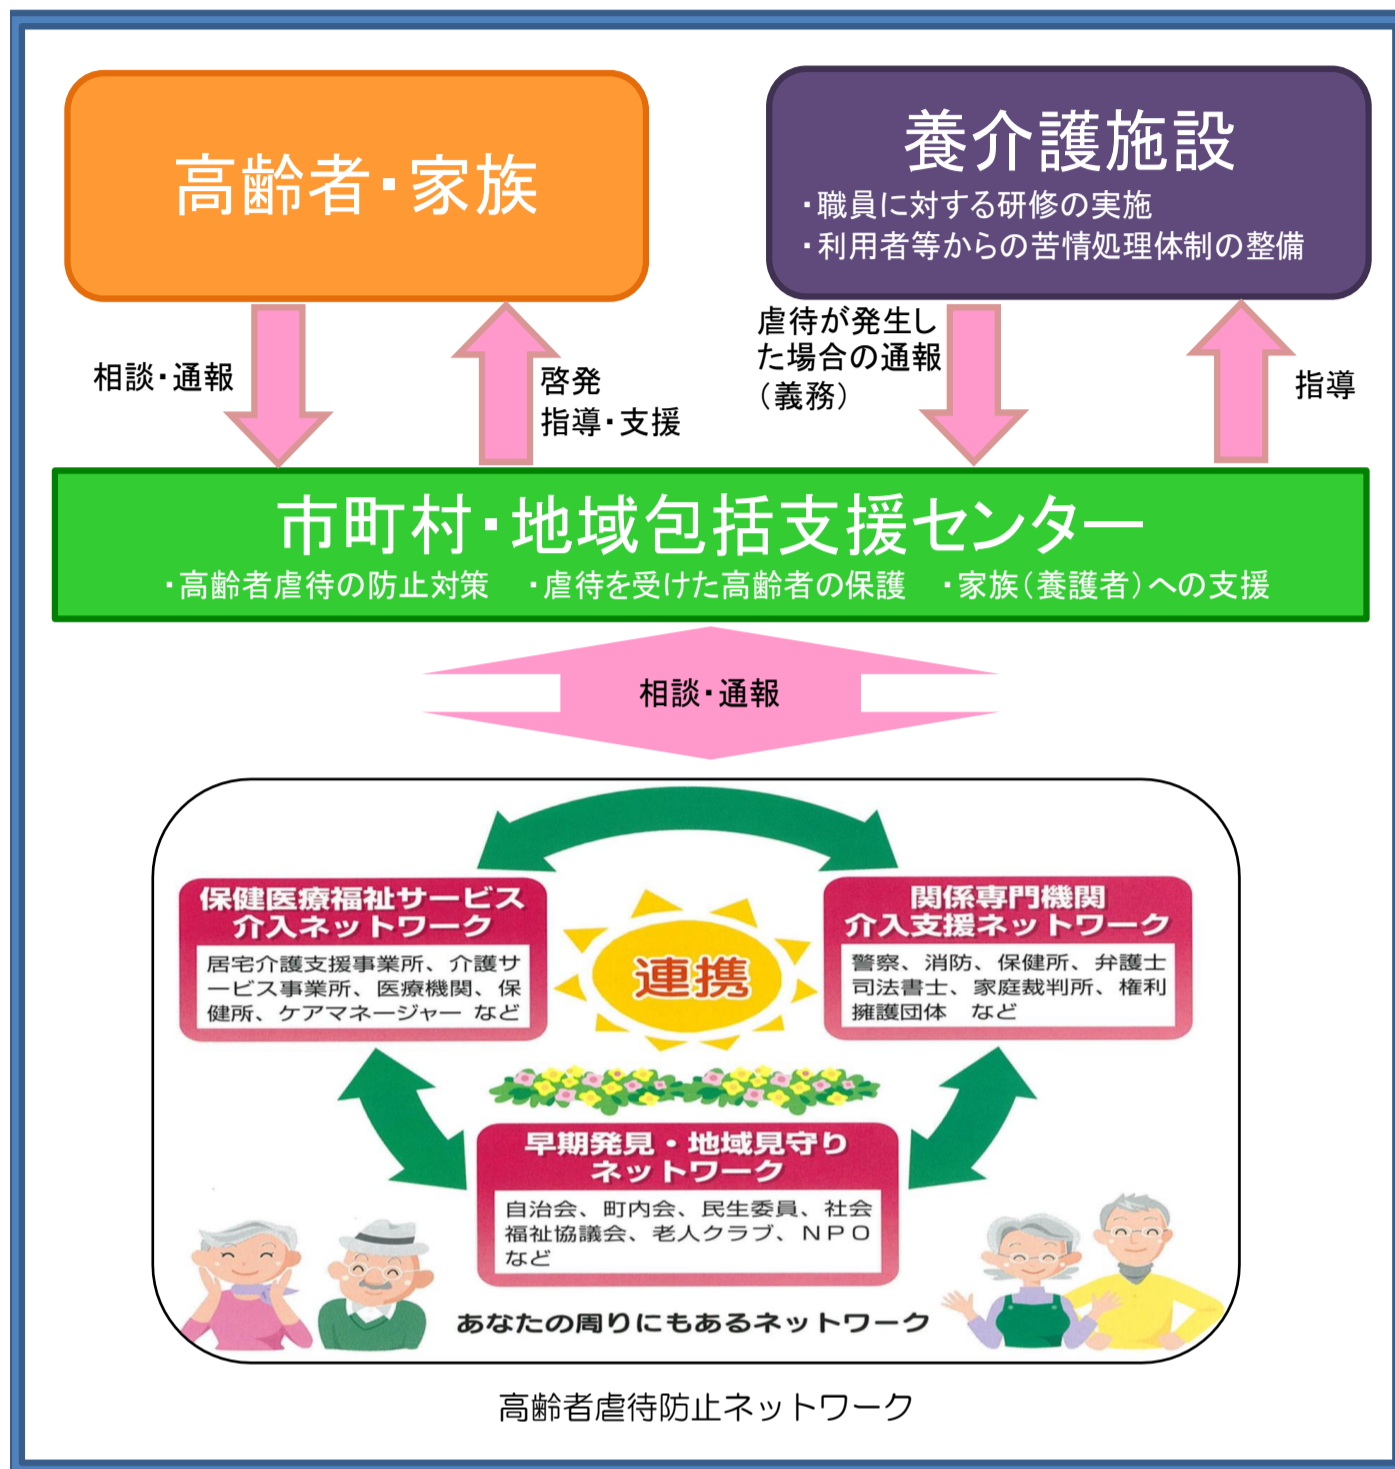 高齢者・家族
養介護施設
・職員に対する研修の実施
・利用者等からの苦情処理体制の整備
相談・通報
啓発
指導・支援
虐待が発生し
た場合の通報
（義務）
指導
市町村・地域包括支援センター
・高齢者虐待の防止対策　・虐待を受けた高齢者の保護　・家族（養護者）への支援
相談・通報
保健医療福祉サービス
介入ネットワーク
居宅介護支援事業所、介護サ
ービス事業所、医療機関、保
健所、ケアマネージャー など
連携
関係専門機関
介入支援ネットワーク
警察、消防、保健所、弁護士
司法書士、家庭裁判所、権利
擁護団体　など
早期発見・地域見守り
ネットワーク
自治会、町内会、民生委員、社会
福祉協議会、老人クラブ、ＮＰＯ
など
あなたの周りにもあるネットワーク
高齢者虐待防止ネットワーク